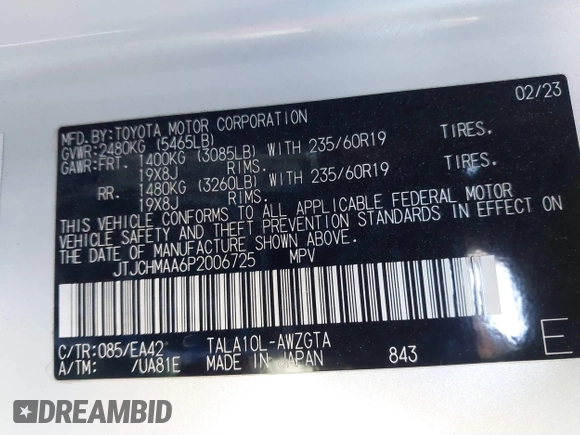 02/23
MFD.BY:TOYOTA MOTOR CORPORATION
GVWR:2480KG (5465LB)
GAWR:FRT. 1400KG (3085LB) WITH 235/60R19 TIRES.
19X8J RIMS.
RR. 1480KG (3260LB) WITH 235/60R19 TIRES.
19X8J RIMS.
THIS VEHICLE CONFORMS TO ALL APPLICABLE FEDERAL MOTOR
VEHICLE SAFETY AND THEFT PREVENTION STANDARDS IN EFFECT ON
THE DATE OF MANUFACTURE SHOWN ABOVE.
JTJCHMAA6P2006725 MPV
C/TR:085/EA42 TALA10L-AWZGTA
A/TM: /UA81E MADE IN JAPAN 843 E
DREAMBID